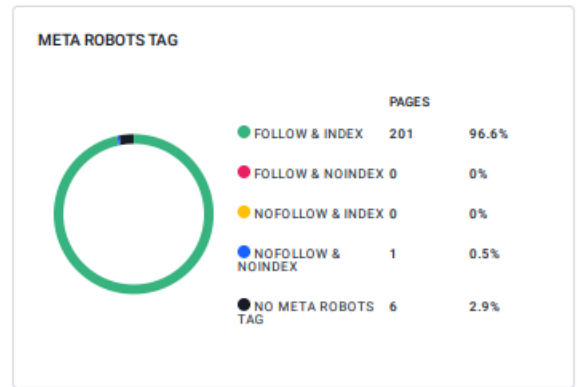 META ROBOTS TAG
PAGES
FOLLOW & INDEX 201 96.6%
FOLLOW & NOINDEX 0 0%
NOFOLLOW & INDEX 0 0%
NOFOLLOW & 1 0.5%
NOINDEX
NO META ROBOTS 6 2.9%
TAG